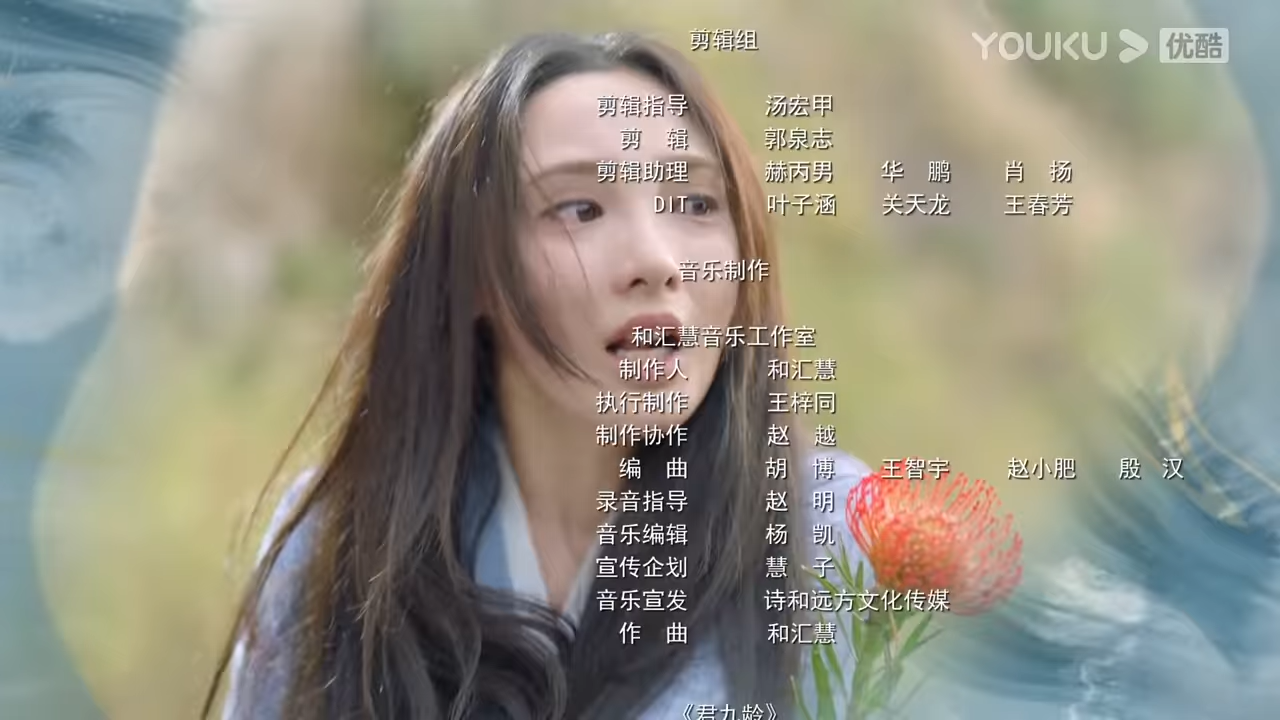 剪辑组
YOUKU 优酷
剪辑指导 汤宏甲
剪 辑 郭泉志
剪辑助理 赫丙男 华 鹏 肖 扬
DIT 叶子涵 关天龙 王春芳
音乐制作
和汇慧音乐工作室
制作人 和汇慧
执行制作 王梓同
制作协作 赵 越
编 曲 胡 博 王智宇 赵小肥 殷 汉
录音指导 赵 明
音乐编辑 杨 凯
宣传企划 慧 子
音乐宣发 诗和远方文化传媒
作 曲 和汇慧
《君九龄》